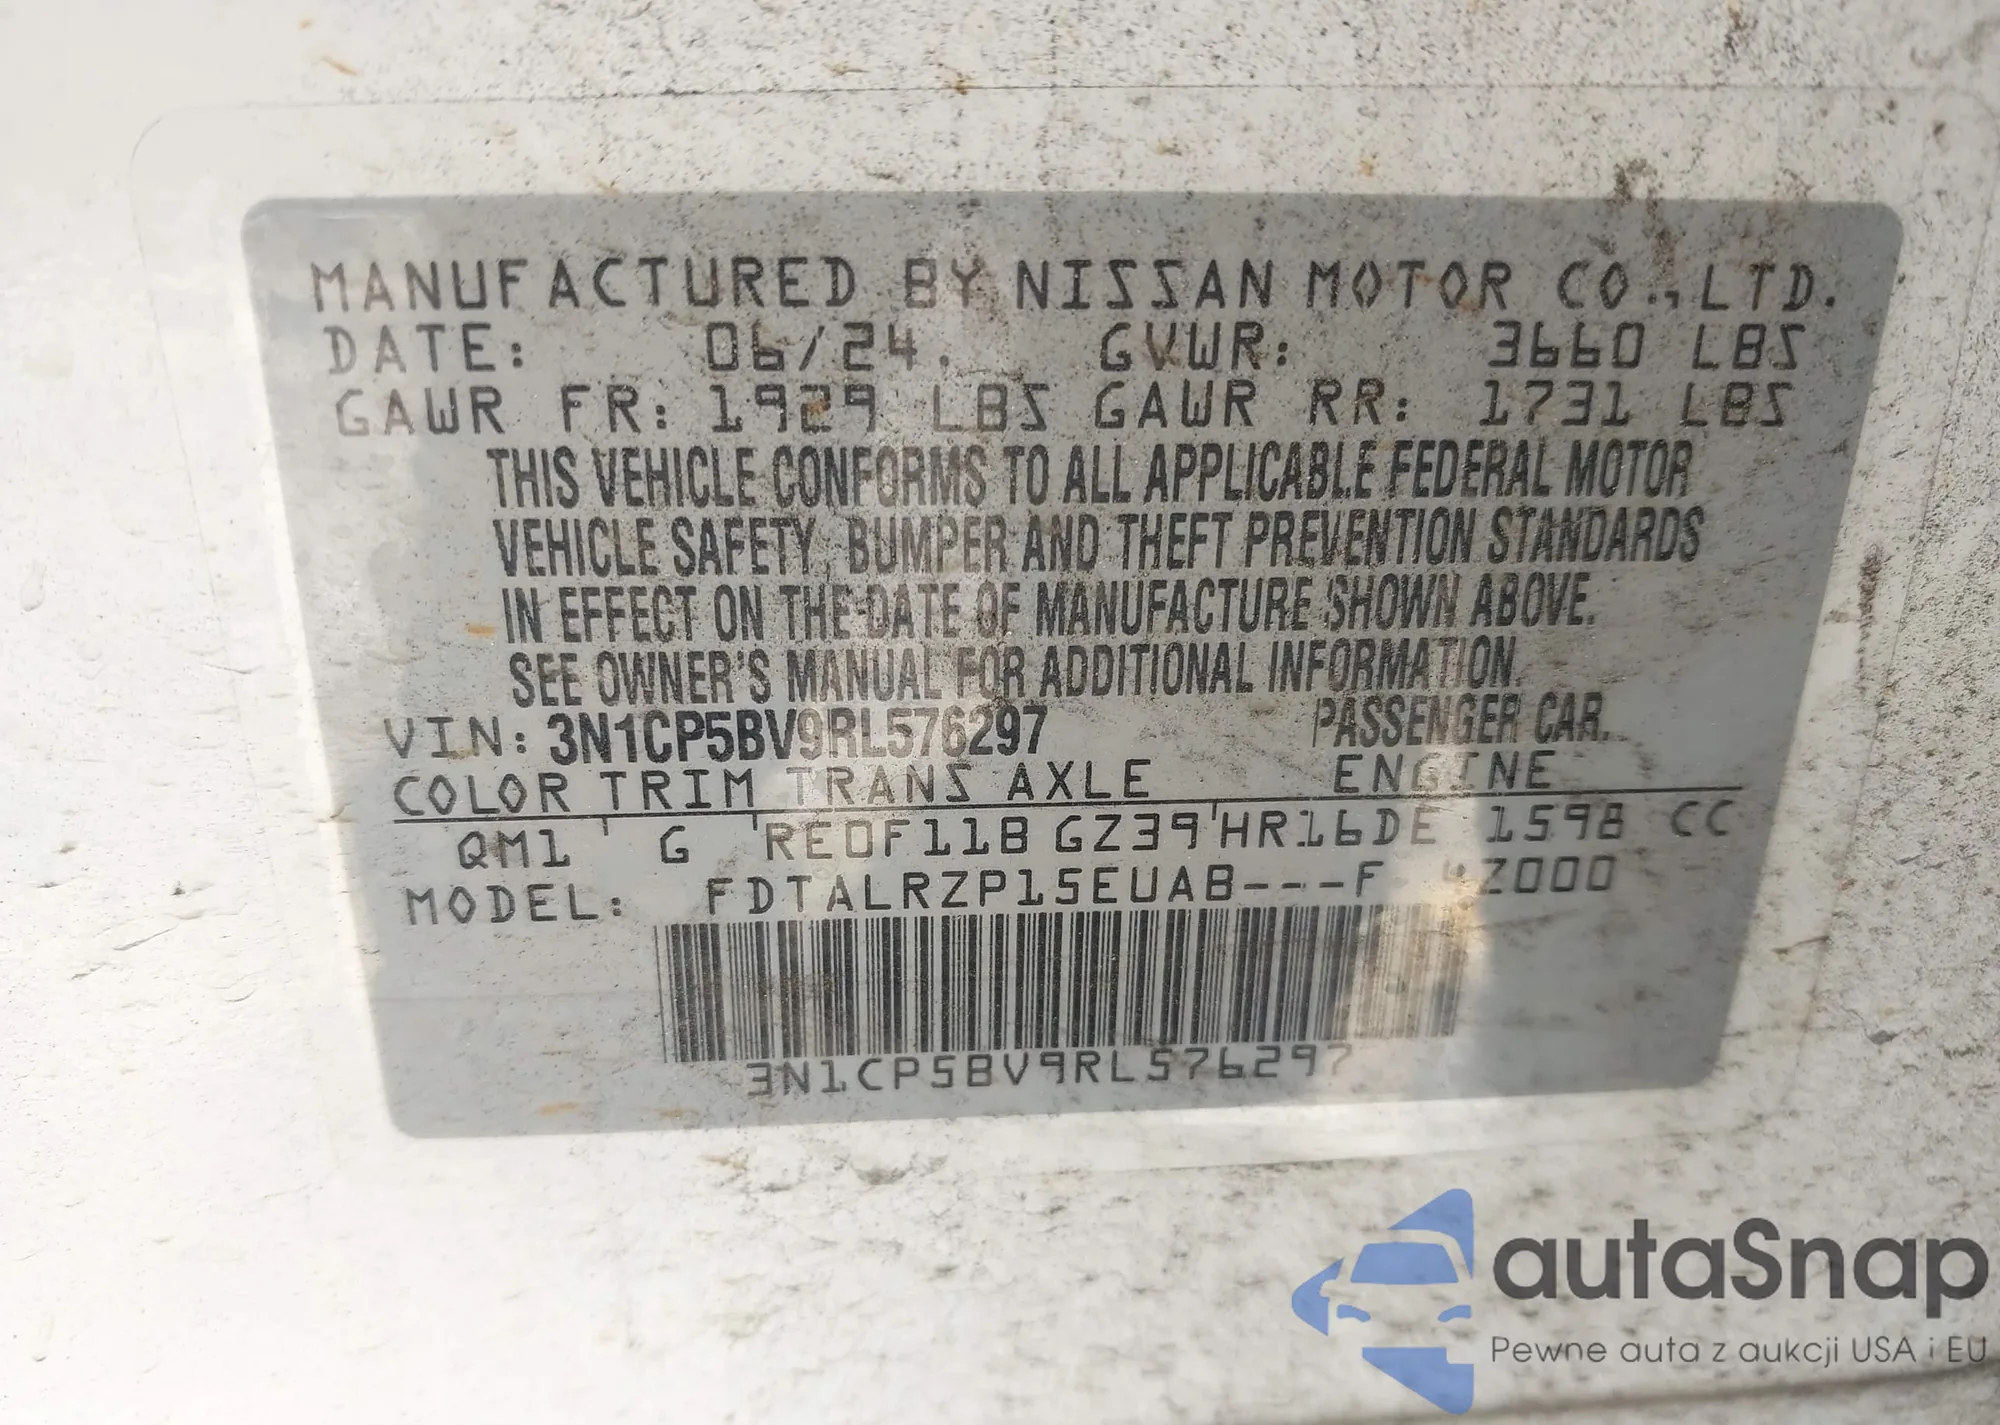 MANUFACTURED BY NISSAN MOTOR CO., LTD.
DATE: 06/24. GVWR: 3660 LBS
GAWR FR: 1929 LBS GAWR RR: 1731 LBS
THIS VEHICLE CONFORMS TO ALL APPLICABLE FEDERAL MOTOR
VEHICLE SAFETY, BUMPER AND THEFT PREVENTION STANDARDS
IN EFFECT ON THE DATE OF MANUFACTURE SHOWN ABOVE.
SEE OWNER'S MANUAL FOR ADDITIONAL INFORMATION.
VIN: 3N1CP5BV9RL576297 PASSENGER CAR.
COLOR TRIM TRANS AXLE ENGINE
QM1 G RE0F11B GZ39 HR16DE 1598 CC
MODEL: FDTALRZP15EUAB---F
3N1CP5BV9RL576297
autaSnap
Pewne auta z aukcji USA i EU